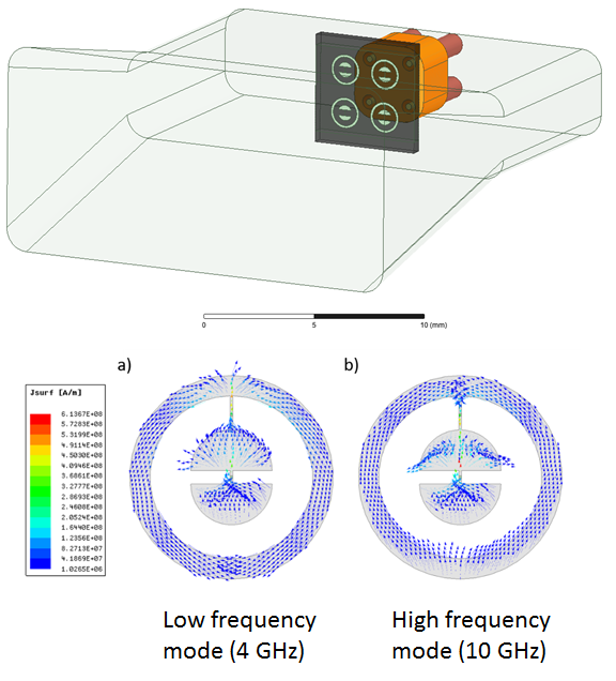 0 5 10 (mm)
a) b)
Jsurf [A/m]
6.1367E+08
5.7283E+08
5.3199E+08
4.9114E+08
4.5030E+08
4.0946E+08
3.6861E+08
3.2777E+08
2.8693E+08
2.4608E+08
2.0524E+08
1.6440E+08
1.2356E+08
8.2713E+07
4.1869E+07
1.0265E+06
Low frequency
mode (4 GHz)
High frequency
mode (10 GHz)